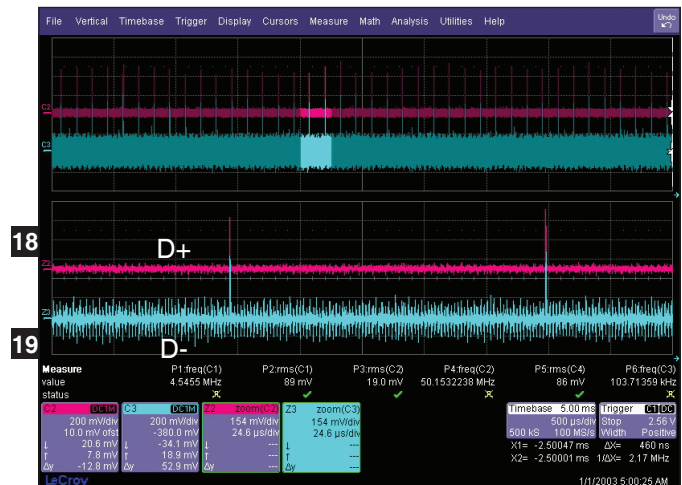 File Vertical Timebase Trigger Display Cursors Measure Math Analysis Utilities Help Undo
C2
C3
18
D+
Z2
Z3
19
D-
Measure P1:freq(C1) P2:rms(C1) P3:rms(C2) P4:freq(C2) P5:rms(C4) P6:freq(C3)
value 4.5455 MHz 89 mV 19.0 mV 50.1532238 MHz 86 mV 103.71359 kHz
status
C2 DC1M C3 DC1M Z2 zoom(C2) Z3 zoom(C3) Timebase 5.00 ms Trigger C1 DC
200 mV/div 200 mV/div 154 mV/div 154 mV/div 500 µs/div Stop 2.56 V
10.0 mV ofst -380.0 mV 24.6 µs/div 24.6 µs/div 500 kS 100 MS/s Width Positive
↓ 20.6 mV ↓ -34.1 mV ↓ --- ↓ --- X1= -2.50047 ms ΔX= 460 ns
↑ 7.8 mV ↑ 18.9 mV ↑ --- ↑ --- X2= -2.50001 ms 1/ΔX= 2.17 MHz
Δy -12.8 mV Δy 52.9 mV Δy --- Δy ---
LeCroy 1/1/2003 5:00:25 AM